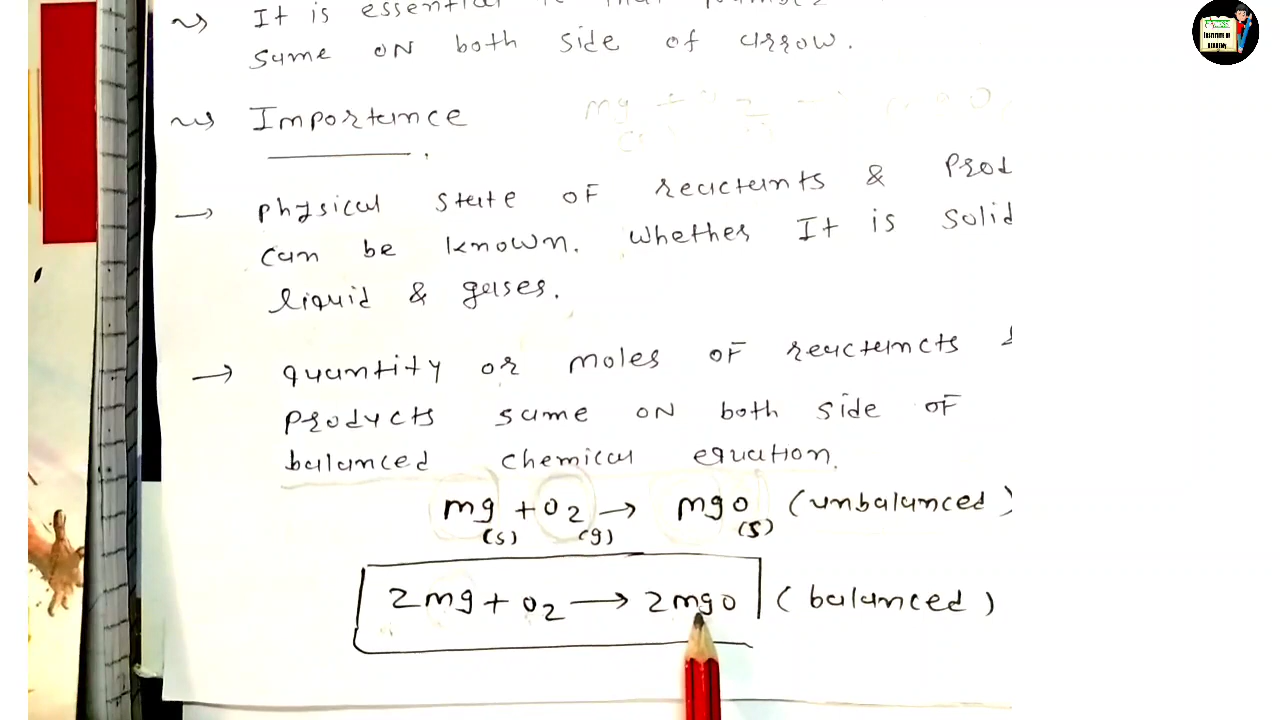 It is essential
same on both side of arrow.
Importance
physical state of reactants & Prod
can be known. Whether It is solid
liquid & gases.
quantity or moles of reactancts
products same on both side of
balanced chemical equation.
mg(s) + O2(g) → mgo(s) (unbalanced)
2mg + O2 → 2mgo (balanced)